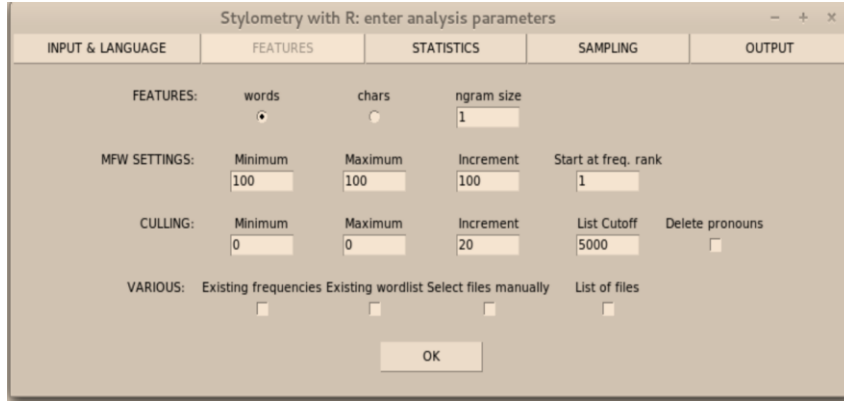 Stylometry with R: enter analysis parameters
INPUT & LANGUAGE FEATURES STATISTICS SAMPLING OUTPUT
FEATURES: words chars ngram size
1
MFW SETTINGS: Minimum Maximum Increment Start at freq. rank
100 100 100 1
CULLING: Minimum Maximum Increment List Cutoff Delete pronouns
0 0 20 5000
VARIOUS: Existing frequencies Existing wordlist Select files manually List of files
OK